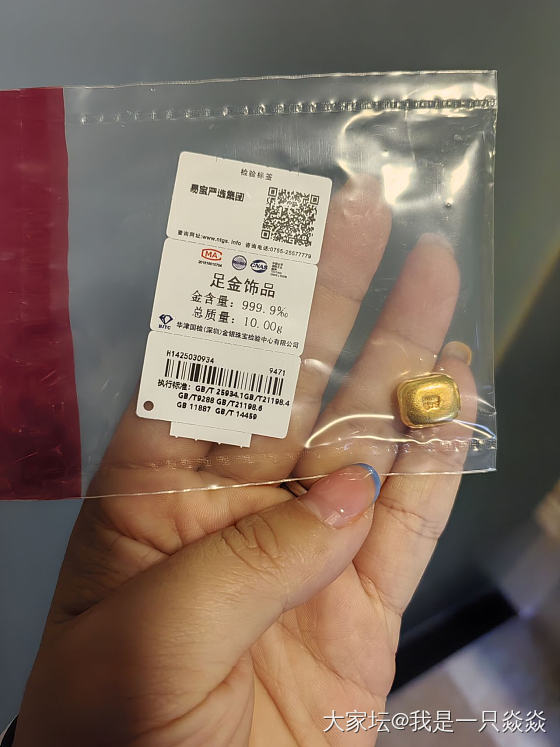 检验标签
易宝严选集团
查询网址:www.ntgs.info 咨询电话:0755-25577779
MA
CNAS
足金饰品
金含量：999.9‰
总质量：10.00g
华津国检(深圳)金银珠宝检验中心有限公司
H1425030934 9471
执行标准：GB/T 25934.1GB/T21198.4
GB/T9288 GB/T21198.6
GB 11887 GB/T 14459
大家坛@我是一只焱焱